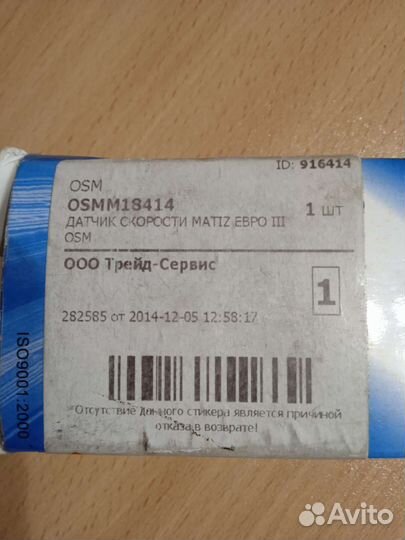 ID: 916414
OSM
OSMM18414 1 шт
ДАТЧИК СКОРОСТИ MATIZ ЕВРО III
OSM
ООО Трейд-Сервис
1
282585 от 2014-12-05 12:58:17
"Отсутствие данного стикера является причиной
отказа в возврате!
ISO9001:2000
Avito